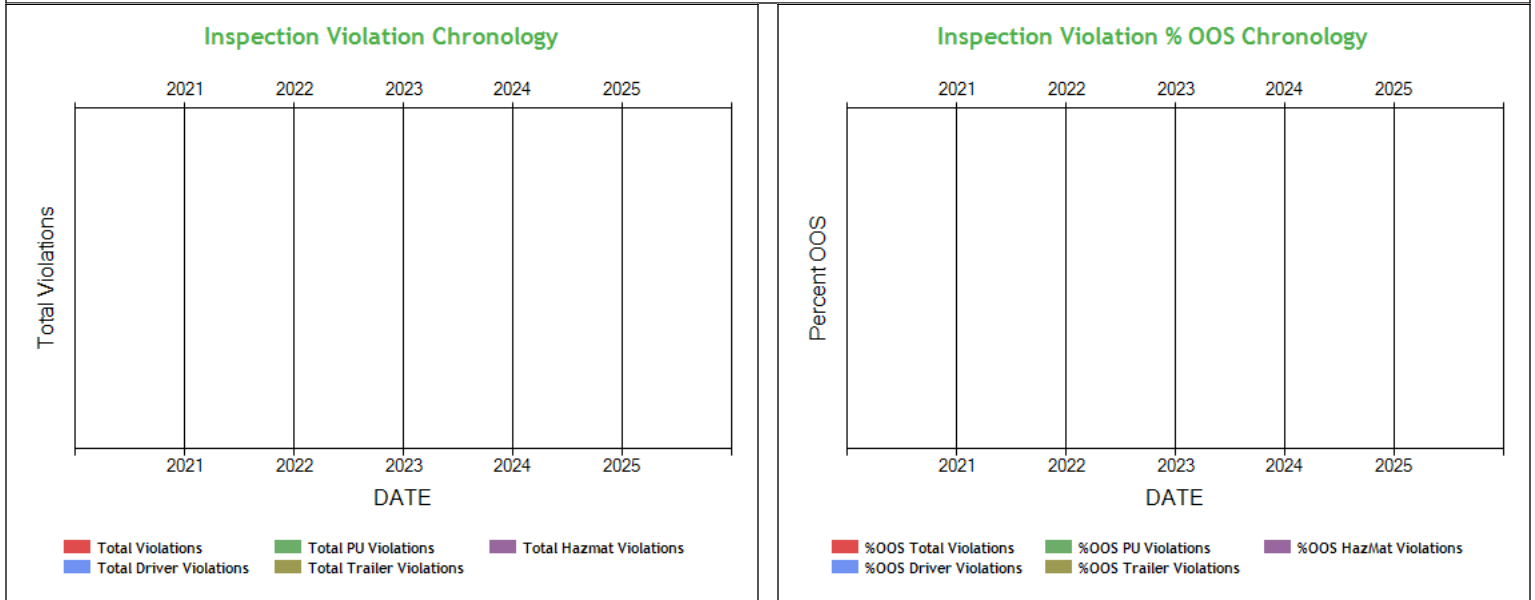 Inspection Violation Chronology
2021 2022 2023 2024 2025
Total Violations
2021 2022 2023 2024 2025
DATE
Total Violations Total PU Violations Total Hazmat Violations
Total Driver Violations Total Trailer Violations
Inspection Violation % OOS Chronology
2021 2022 2023 2024 2025
Percent OOS
2021 2022 2023 2024 2025
DATE
%OOS Total Violations %OOS PU Violations %OOS HazMat Violations
%OOS Driver Violations %OOS Trailer Violations